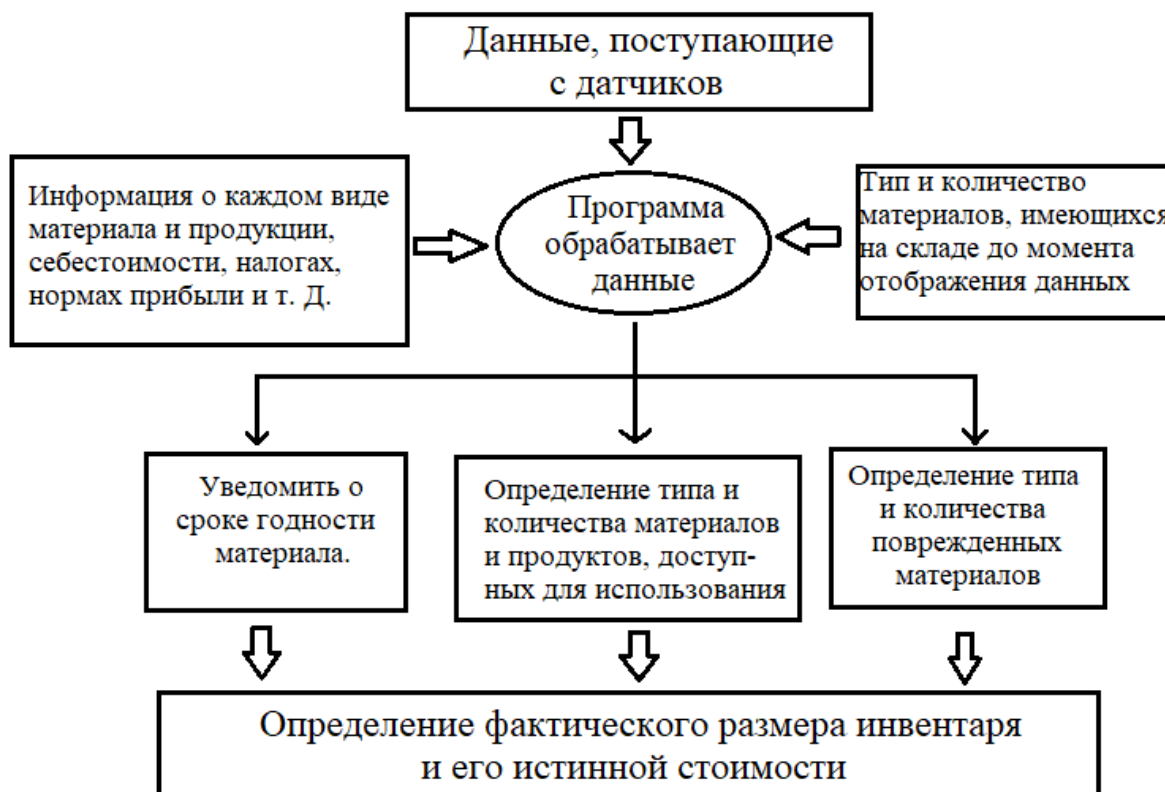 Данные, поступающие
с датчиков
Информация о каждом виде
материала и продукции,
себестоимости, налогах,
нормах прибыли и т. Д.
Программа
обрабатывает
данные
Тип и количество
материалов, имеющихся
на складе до момента
отображения данных
Уведомить о
сроке годности
материала.
Определение типа и
количества материалов
и продуктов, доступ-
ных для использования
Определение типа
и количества
поврежденных
материалов
Определение фактического размера инвентаря
и его истинной стоимости